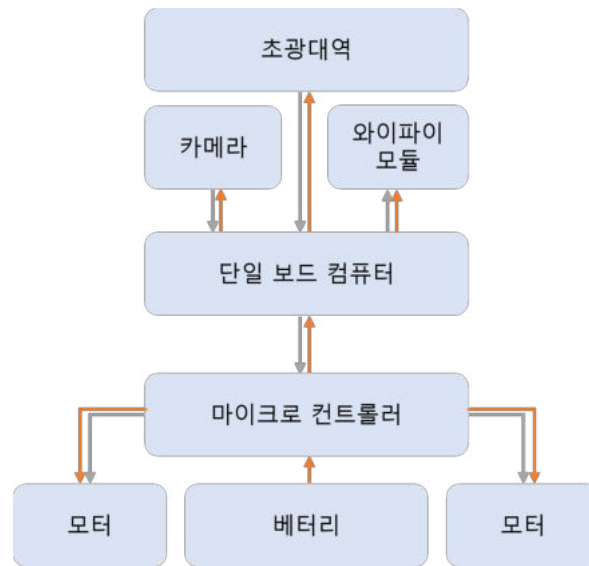 초광대역
카메라
와이파이
모듈
단일 보드 컴퓨터
마이크로 컨트롤러
모터
베터리
모터